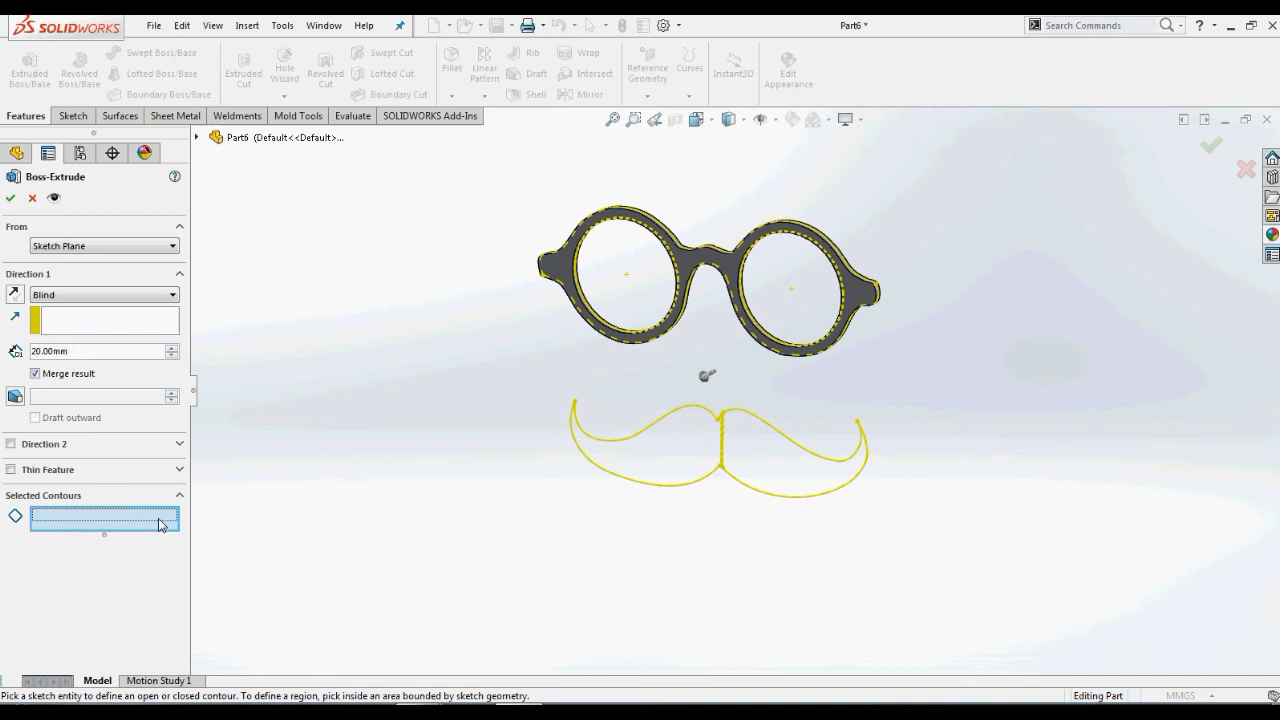 SOLIDWORKS File Edit View Insert Tools Window Help Part6 * Search Commands ?
Extruded Boss/Base
Revolved Boss/Base
Swept Boss/Base
Lofted Boss/Base
Boundary Boss/Base
Extruded Cut
Hole Wizard
Revolved Cut
Swept Cut
Lofted Cut
Boundary Cut
Fillet
Linear Pattern
Rib
Draft
Shell
Wrap
Intersect
Mirror
Reference Geometry
Curves
Instant3D
Edit Appearance
Features Sketch Surfaces Sheet Metal Weldments Mold Tools Evaluate SOLIDWORKS Add-Ins
Part6 (Default<<Default>...
Boss-Extrude ?
From
Sketch Plane
Direction 1
Blind
20.00mm
Merge result
Draft outward
Direction 2
Thin Feature
Selected Contours
Model Motion Study 1
Pick a sketch entity to define an open or closed contour. To define a region, pick inside an area bounded by sketch geometry. Editing Part MMGS